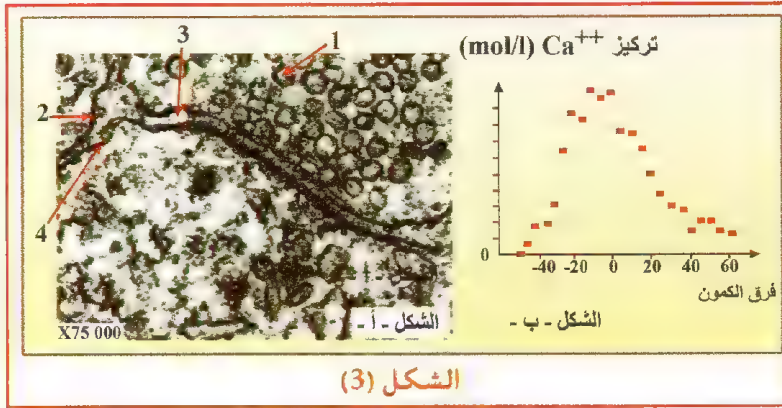 1
3
2
4
X75 000
الشكل - أ -
تركيز Ca++ (mol/l)
0
-40 -20 0 20 40 60
فرق الكمون
الشكل - ب -
الشكل (3)